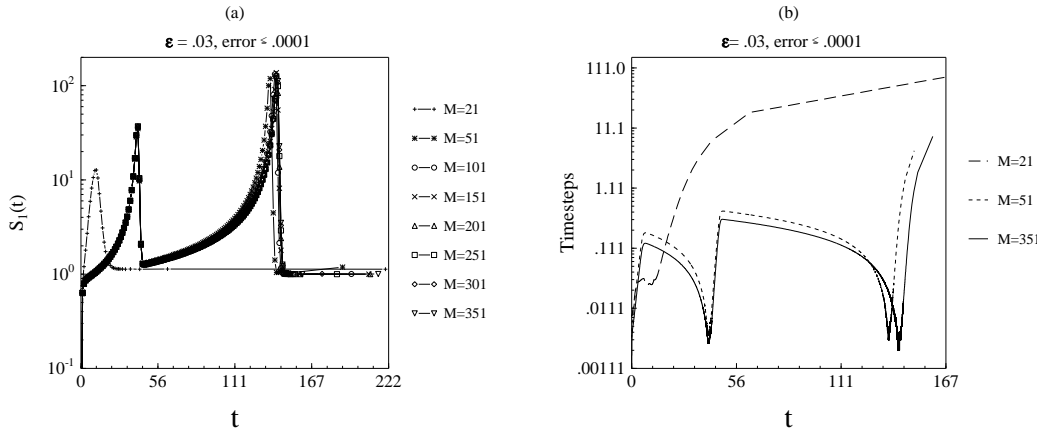 (a)
ε = .03, error ≤ .0001
S₁(t)
10²
10¹
10⁰
10⁻¹
0 56 111 167 222
t
M=21
M=51
M=101
M=151
M=201
M=251
M=301
M=351
(b)
ε= .03, error ≤ .0001
Timesteps
111.0
11.1
1.11
.111
.0111
.00111
0 56 111 167
t
M=21
M=51
M=351